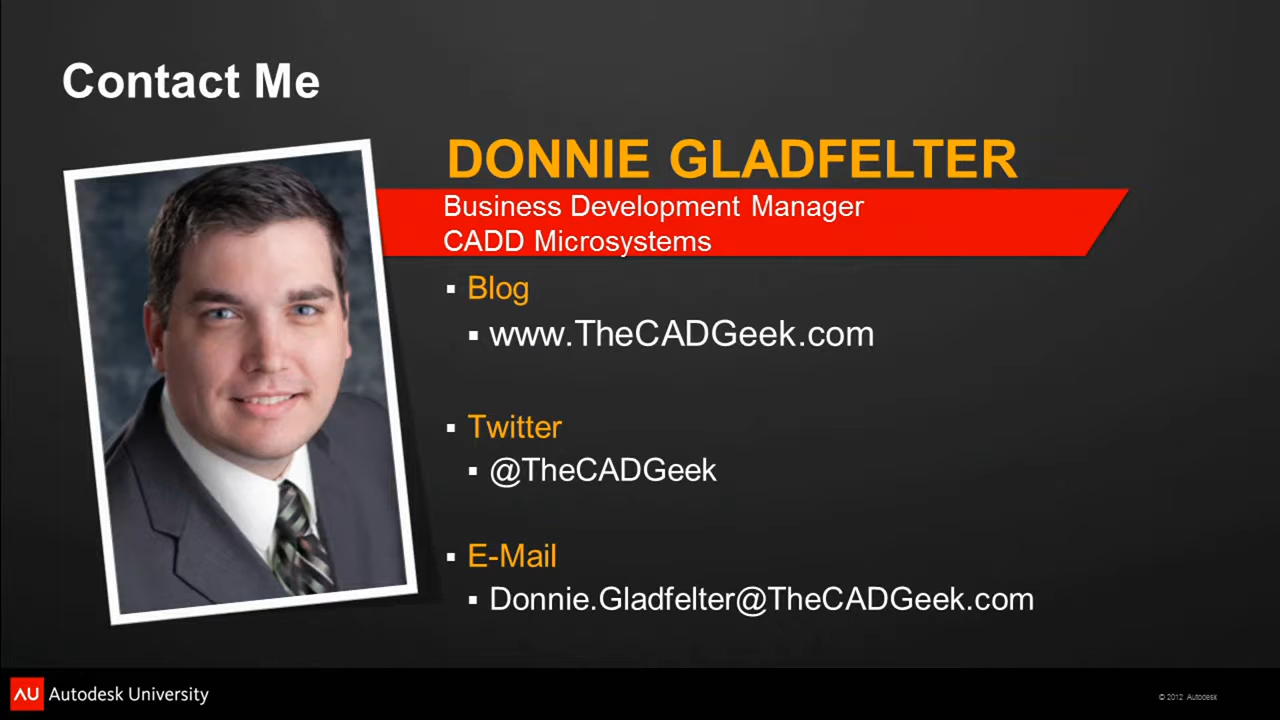 Contact Me
DONNIE GLADFELTER
Business Development Manager
CADD Microsystems
▪ Blog
▪ www.TheCADGeek.com
▪ Twitter
▪ @TheCADGeek
▪ E-Mail
▪ Donnie.Gladfelter@TheCADGeek.com
AU Autodesk University
© 2012 Autodesk